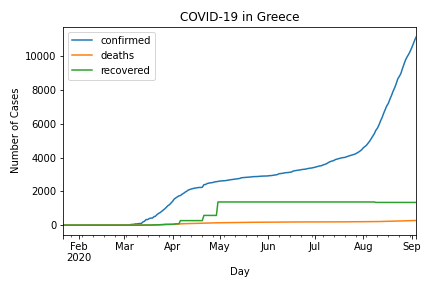 COVID-19 in Greece
confirmed
deaths
recovered
Number of Cases
10000
8000
6000
4000
2000
0
Feb Mar Apr May Jun Jul Aug Sep
2020
Day